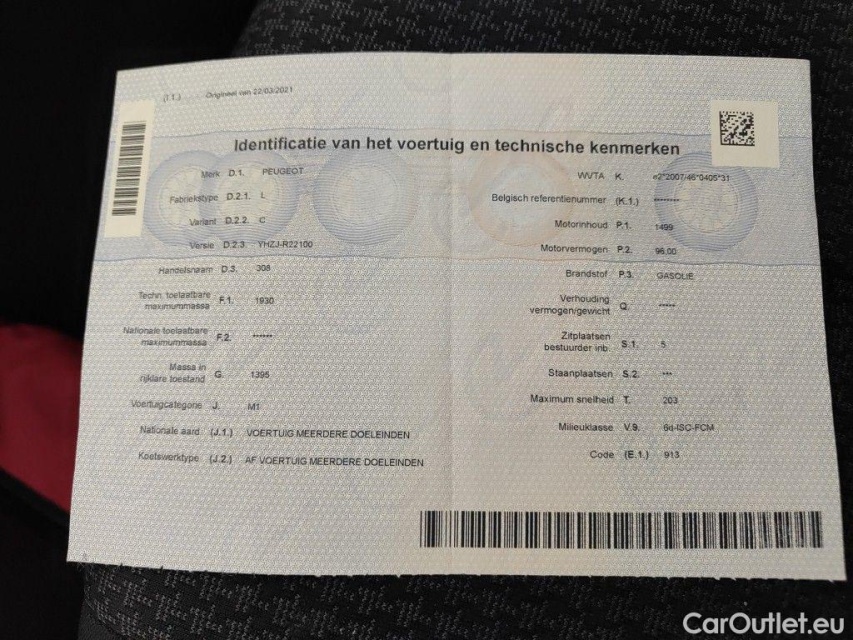 (I.1.) Origineel van 22/03/2021
Identificatie van het voertuig en technische kenmerken
Merk D.1. PEUGEOT
Fabriekstype D.2.1. L
Variant D.2.2. C
Versie D.2.3. YHZJ-R22100
Handelsnaam D.3. 308
Techn. toelaatbare
maximummassa F.1. 1930
Nationale toelaatbare
maximummassa F.2. ******
Massa in
rijklare toestand G. 1395
Voertuigcategorie J. M1
Nationale aard (J.1.) VOERTUIG MEERDERE DOELEINDEN
Koetswerktype (J.2.) AF VOERTUIG MEERDERE DOELEINDEN
WVTA K. e2*2007/46*0405*31
Belgisch referentienummer (K.1.) *******
Motorinhoud P.1. 1499
Motorvermogen P.2. 96.00
Brandstof P.3. GASOLIE
Verhouding
vermogen/gewicht Q. *****
Zitplaatsen
bestuurder inb. S.1. 5
Staanplaatsen S.2. ***
Maximum snelheid T. 203
Milieuklasse V.9. 6d-ISC-FCM
Code (E.1.) 913
CarOutlet.eu